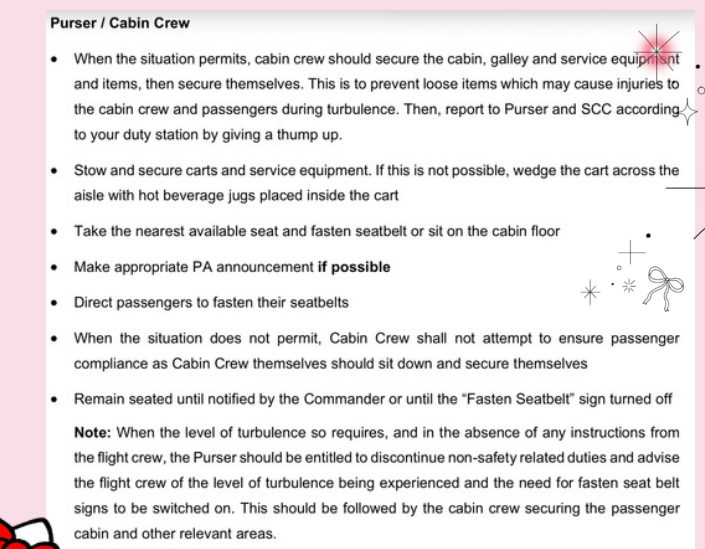 Purser / Cabin Crew
• When the situation permits, cabin crew should secure the cabin, galley and service equipment
and items, then secure themselves. This is to prevent loose items which may cause injuries to
the cabin crew and passengers during turbulence. Then, report to Purser and SCC according
to your duty station by giving a thump up.
• Stow and secure carts and service equipment. If this is not possible, wedge the cart across the
aisle with hot beverage jugs placed inside the cart
• Take the nearest available seat and fasten seatbelt or sit on the cabin floor
• Make appropriate PA announcement if possible
• Direct passengers to fasten their seatbelts
• When the situation does not permit, Cabin Crew shall not attempt to ensure passenger
compliance as Cabin Crew themselves should sit down and secure themselves
• Remain seated until notified by the Commander or until the “Fasten Seatbelt” sign turned off
Note: When the level of turbulence so requires, and in the absence of any instructions from
the flight crew, the Purser should be entitled to discontinue non-safety related duties and advise
the flight crew of the level of turbulence being experienced and the need for fasten seat belt
signs to be switched on. This should be followed by the cabin crew securing the passenger
cabin and other relevant areas.